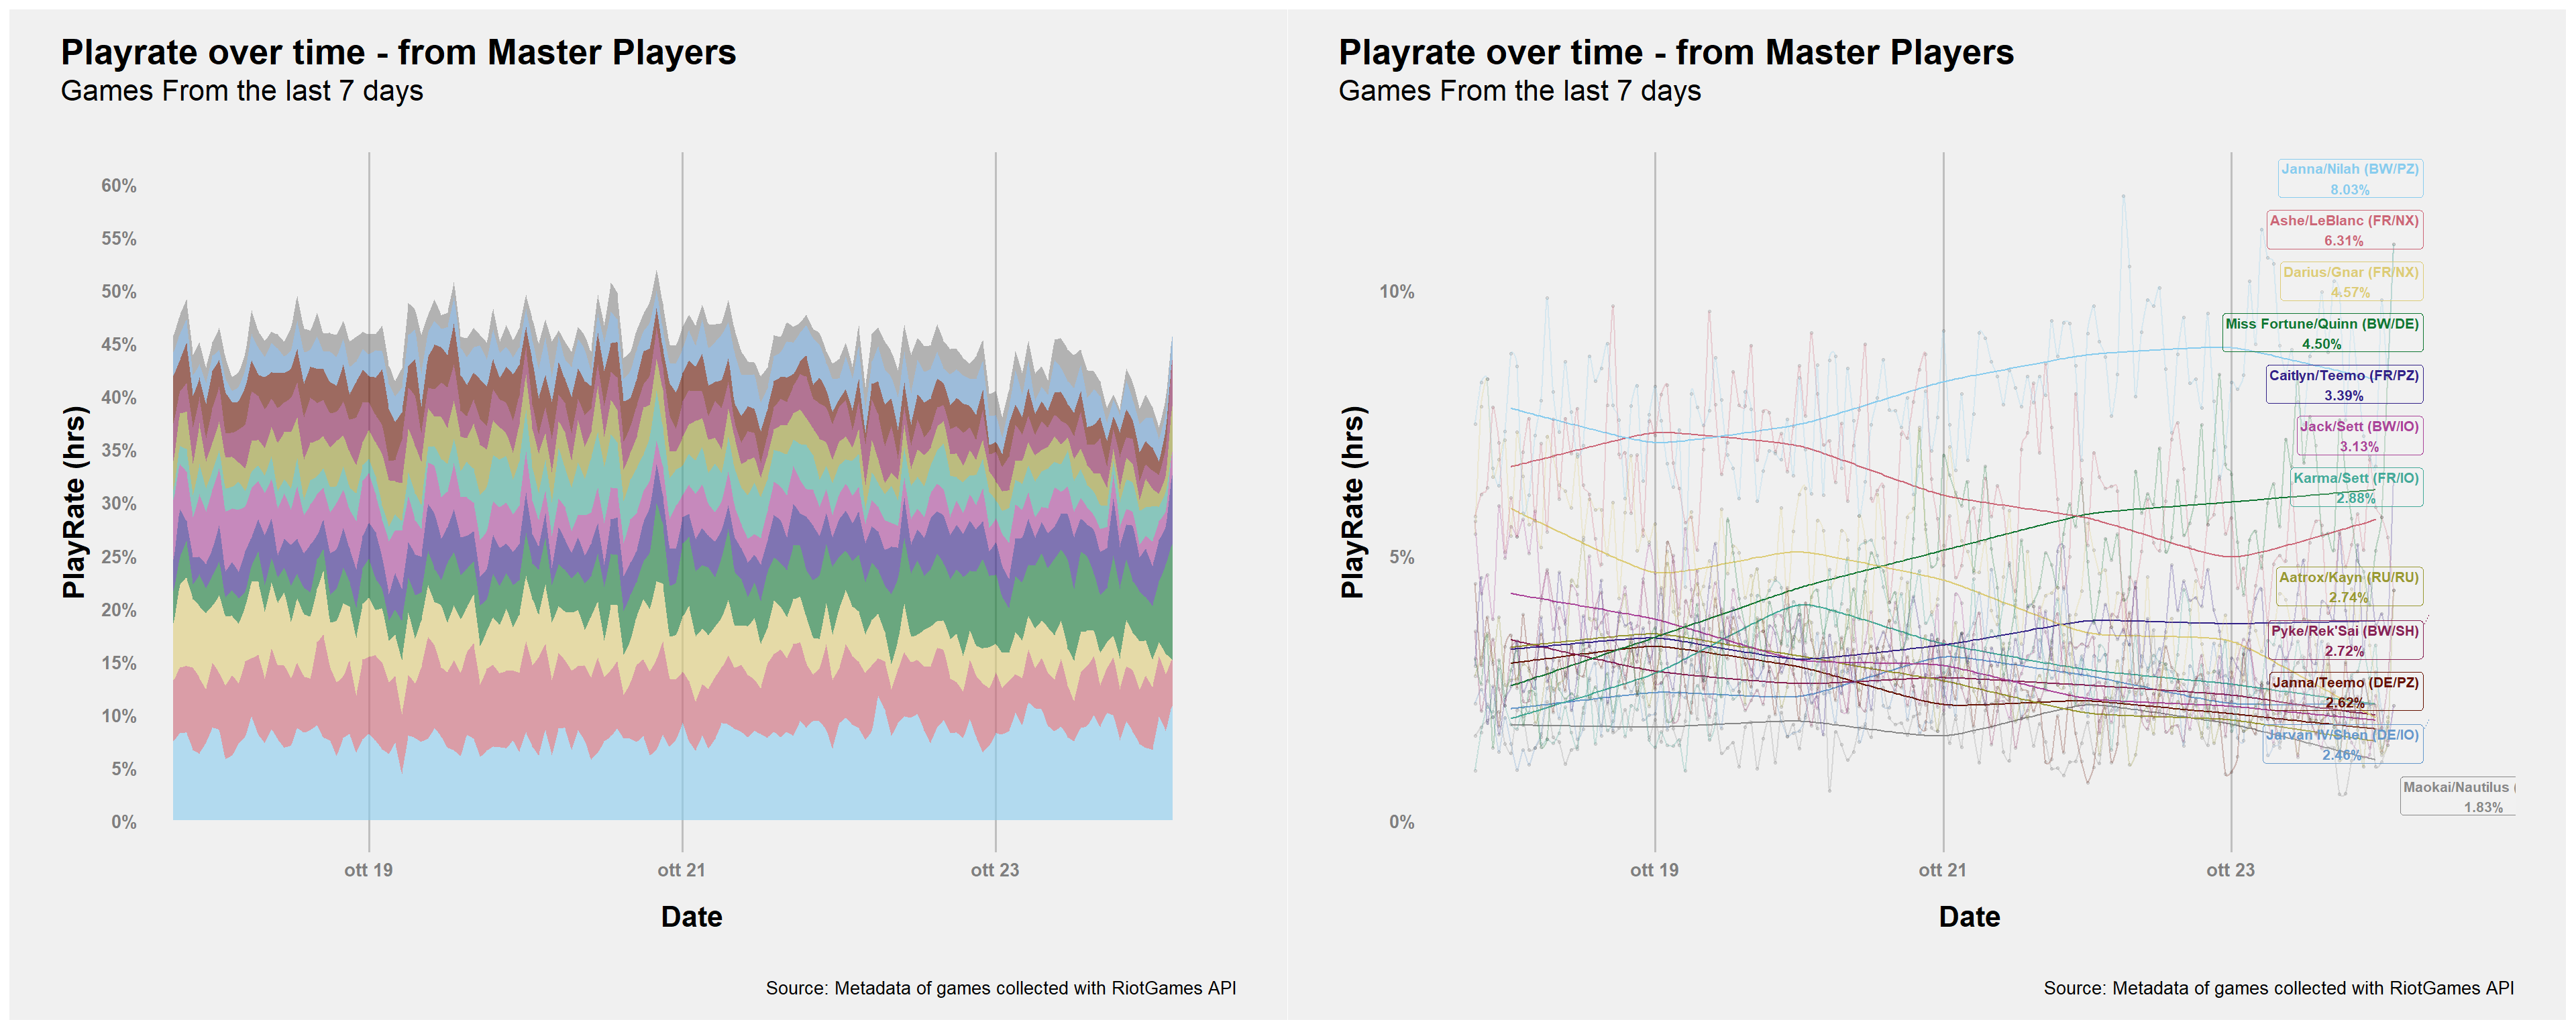 Playrate over time - from Master Players
Games From the last 7 days
PlayRate (hrs)
60%
55%
50%
45%
40%
35%
30%
25%
20%
15%
10%
5%
0%
ott 19
ott 21
ott 23
Date
Source: Metadata of games collected with RiotGames API
Playrate over time - from Master Players
Games From the last 7 days
PlayRate (hrs)
10%
5%
0%
Janna/Nilah (BW/PZ)
8.03%
Ashe/LeBlanc (FR/NX)
6.31%
Darius/Gnar (FR/NX)
4.57%
Miss Fortune/Quinn (BW/DE)
4.50%
Caitlyn/Teemo (FR/PZ)
3.39%
Jack/Sett (BW/IO)
3.13%
Karma/Sett (FR/IO)
2.88%
Aatrox/Kayn (RU/RU)
2.74%
Pyke/Rek'Sai (BW/SH)
2.72%
Janna/Teemo (DE/PZ)
2.62%
Jarvan IV/Shen (DE/IO)
2.46%
Maokai/Nautilus (
1.83%
ott 19
ott 21
ott 23
Date
Source: Metadata of games collected with RiotGames API